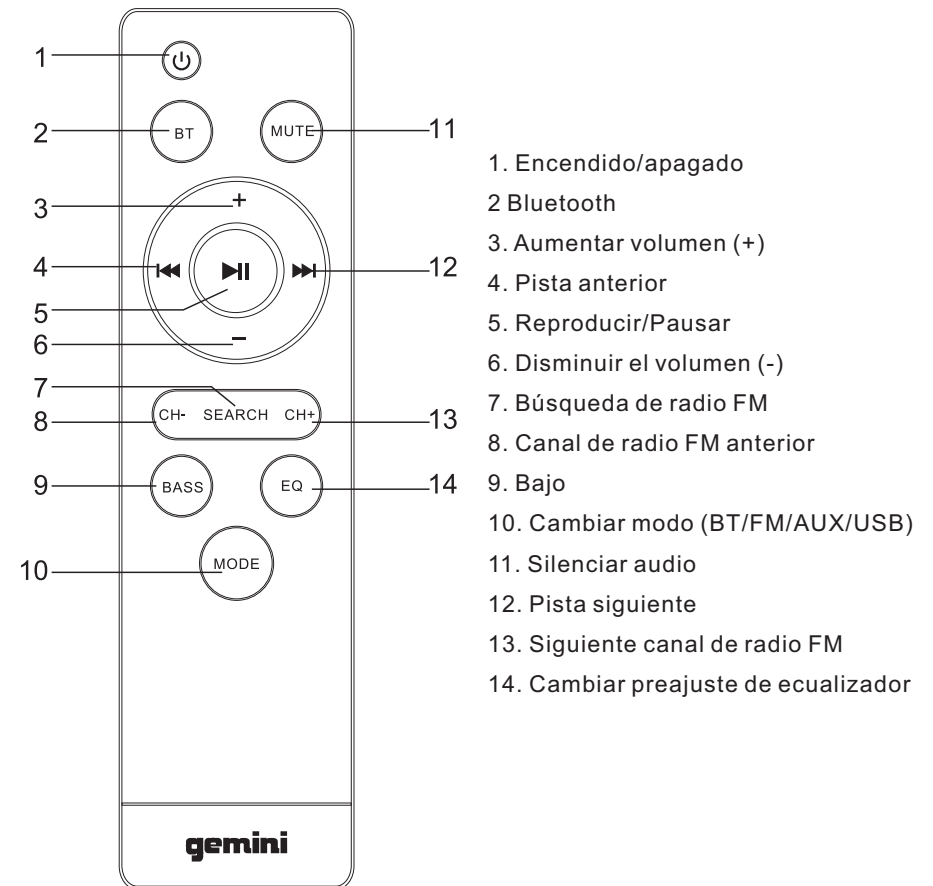 1
2
BT
MUTE
11
3
+
4
12
5
6
−
7
8
CH-
SEARCH
CH+
13
9
BASS
EQ
14
10
MODE
gemini
1. Encendido/apagado
2 Bluetooth
3. Aumentar volumen (+)
4. Pista anterior
5. Reproducir/Pausar
6. Disminuir el volumen (-)
7. Búsqueda de radio FM
8. Canal de radio FM anterior
9. Bajo
10. Cambiar modo (BT/FM/AUX/USB)
11. Silenciar audio
12. Pista siguiente
13. Siguiente canal de radio FM
14. Cambiar preajuste de ecualizador